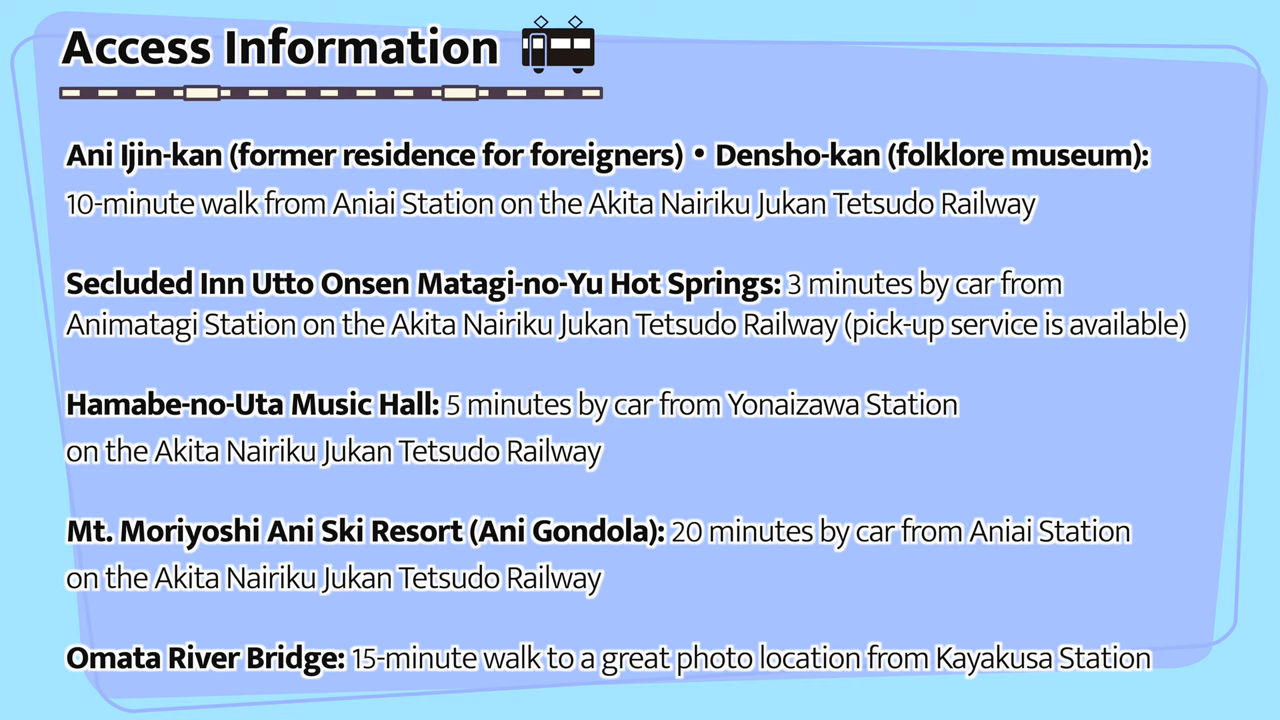 Access Information
Ani Ijin-kan (former residence for foreigners) • Densho-kan (folklore museum):
10-minute walk from Aniai Station on the Akita Nairiku Jukan Tetsudo Railway
Secluded Inn Utto Onsen Matagi-no-Yu Hot Springs: 3 minutes by car from
Animatagi Station on the Akita Nairiku Jukan Tetsudo Railway (pick-up service is available)
Hamabe-no-Uta Music Hall: 5 minutes by car from Yonaizawa Station
on the Akita Nairiku Jukan Tetsudo Railway
Mt. Moriyoshi Ani Ski Resort (Ani Gondola): 20 minutes by car from Aniai Station
on the Akita Nairiku Jukan Tetsudo Railway
Omata River Bridge: 15-minute walk to a great photo location from Kayakusa Station